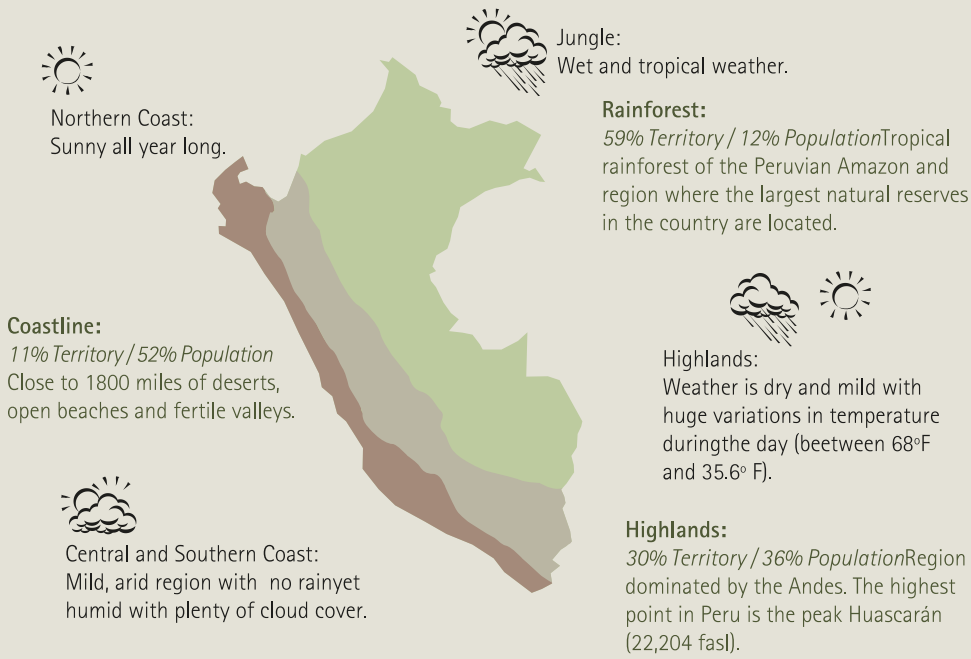 Northern Coast:
Sunny all year long.
Jungle:
Wet and tropical weather.
Rainforest:
59% Territory / 12% PopulationTropical
rainforest of the Peruvian Amazon and
region where the largest natural reserves
in the country are located.
Coastline:
11% Territory / 52% Population
Close to 1800 miles of deserts,
open beaches and fertile valleys.
Highlands:
Weather is dry and mild with
huge variations in temperature
duringthe day (beetween 68ºF
and 35.6º F).
Central and Southern Coast:
Mild, arid region with no rainyet
humid with plenty of cloud cover.
Highlands:
30% Territory / 36% PopulationRegion
dominated by the Andes. The highest
point in Peru is the peak Huascarán
(22,204 fasl).